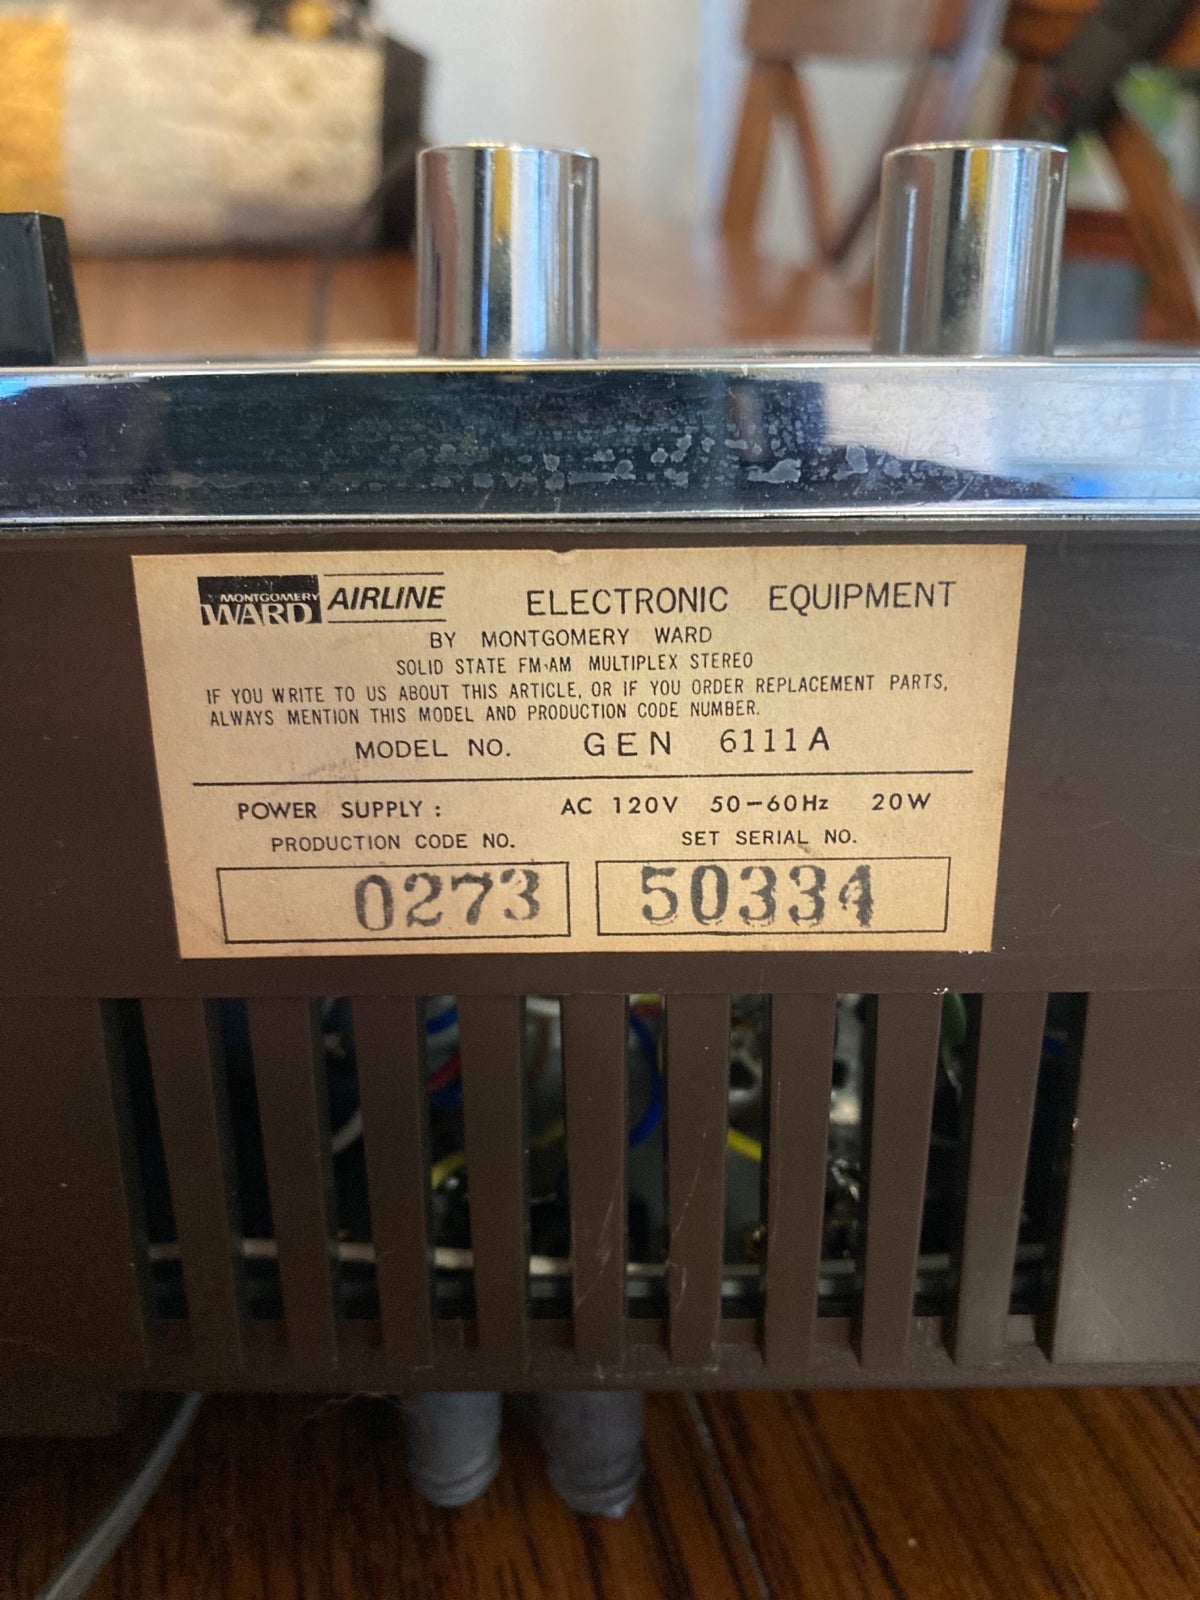 MONTGOMERY
WARD AIRLINE ELECTRONIC EQUIPMENT
BY MONTGOMERY WARD
SOLID STATE FM·AM MULTIPLEX STEREO
IF YOU WRITE TO US ABOUT THIS ARTICLE, OR IF YOU ORDER REPLACEMENT PARTS,
ALWAYS MENTION THIS MODEL AND PRODUCTION CODE NUMBER.
MODEL NO. GEN 6111A
POWER SUPPLY: AC 120V 50-60Hz 20W
PRODUCTION CODE NO. SET SERIAL NO.
0273 50334